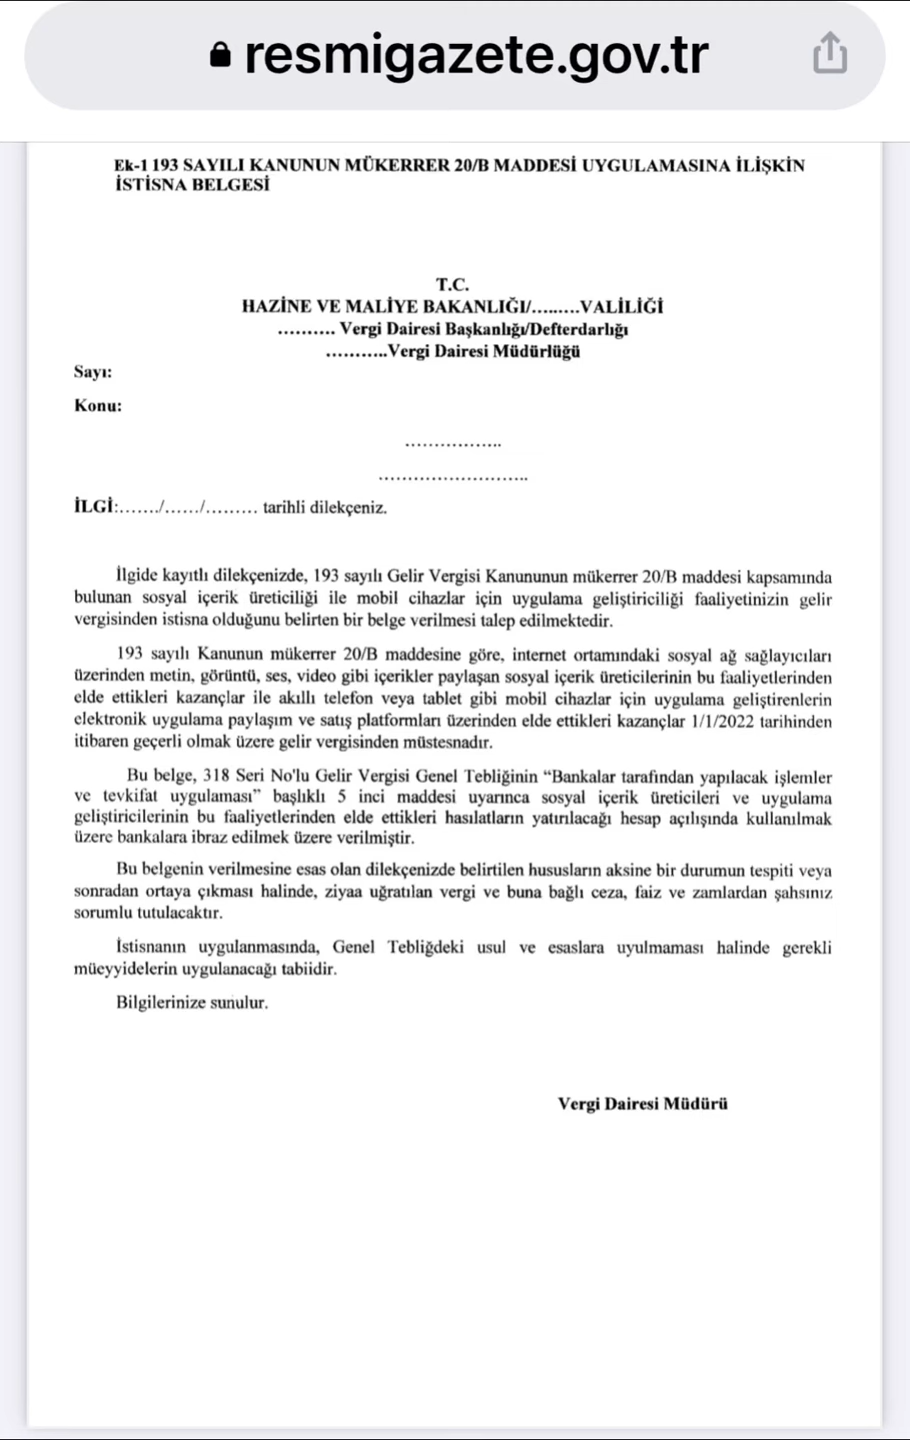 resmigazete.gov.tr
Ek-1 193 SAYILI KANUNUN MÜKERRER 20/B MADDESİ UYGULAMASINA İLİŞKİN
İSTİSNA BELGESİ
T.C.
HAZİNE VE MALİYE BAKANLIĞI/.........VALİLİĞİ
.......... Vergi Dairesi Başkanlığı/Defterdarlığı
...........Vergi Dairesi Müdürlüğü
Sayı:
Konu:
.................
..........................
İLGİ:......./....../......... tarihli dilekçeniz.
İlgide kayıtlı dilekçenizde, 193 sayılı Gelir Vergisi Kanununun mükerrer 20/B maddesi kapsamında
bulunan sosyal içerik üreticiliği ile mobil cihazlar için uygulama geliştiriciliği faaliyetinizin gelir
vergisinden istisna olduğunu belirten bir belge verilmesi talep edilmektedir.
193 sayılı Kanunun mükerrer 20/B maddesine göre, internet ortamındaki sosyal ağ sağlayıcıları
üzerinden metin, görüntü, ses, video gibi içerikler paylaşan sosyal içerik üreticilerinin bu faaliyetlerinden
elde ettikleri kazançlar ile akıllı telefon veya tablet gibi mobil cihazlar için uygulama geliştirenlerin
elektronik uygulama paylaşım ve satış platformları üzerinden elde ettikleri kazançlar 1/1/2022 tarihinden
itibaren geçerli olmak üzere gelir vergisinden müstesnadır.
Bu belge, 318 Seri No'lu Gelir Vergisi Genel Tebliğinin “Bankalar tarafından yapılacak işlemler
ve tevkifat uygulaması” başlıklı 5 inci maddesi uyarınca sosyal içerik üreticileri ve uygulama
geliştiricilerinin bu faaliyetlerinden elde ettikleri hasılatların yatırılacağı hesap açılışında kullanılmak
üzere bankalara ibraz edilmek üzere verilmiştir.
Bu belgenin verilmesine esas olan dilekçenizde belirtilen hususların aksine bir durumun tespiti veya
sonradan ortaya çıkması halinde, ziyaa uğratılan vergi ve buna bağlı ceza, faiz ve zamlardan şahsınız
sorumlu tutulacaktır.
İstisnanın uygulanmasında, Genel Tebliğdeki usul ve esaslara uyulmaması halinde gerekli
müeyyidelerin uygulanacağı tabiidir.
Bilgilerinize sunulur.
Vergi Dairesi Müdürü